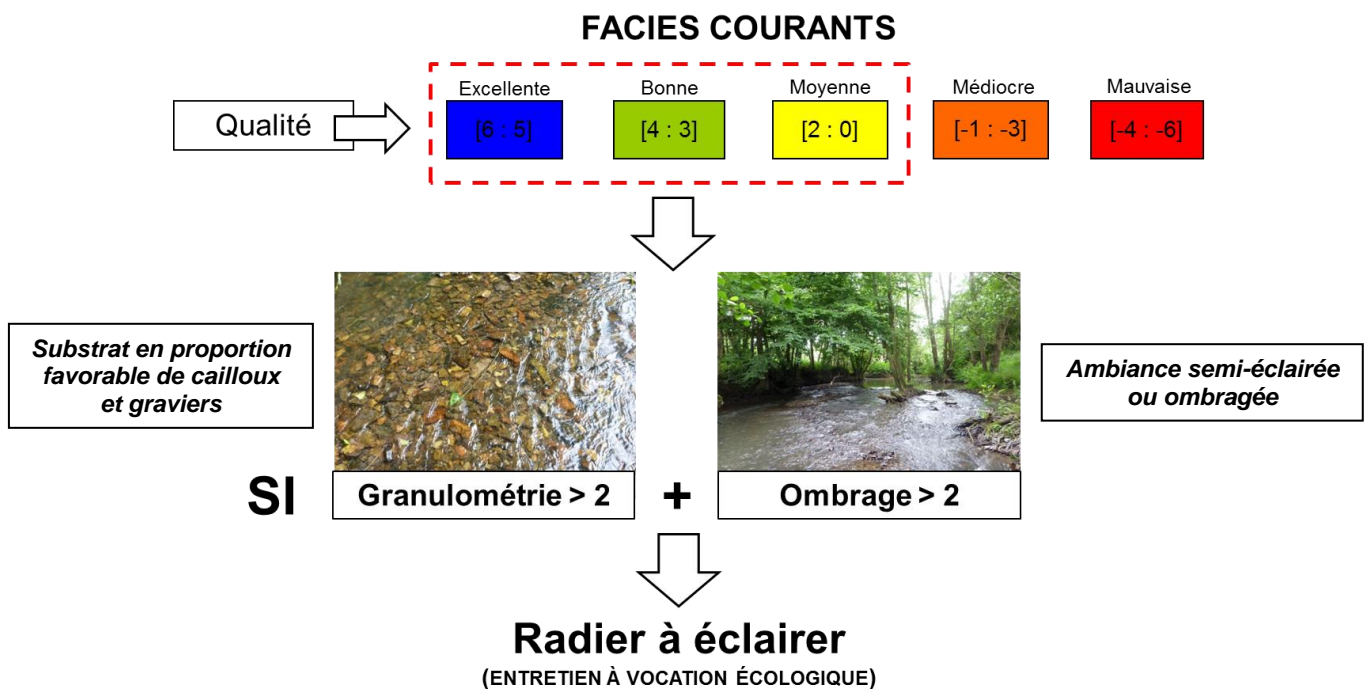 FACIES COURANTS
Excellente
Bonne
Moyenne
Médiocre
Mauvaise
Qualité
[6 : 5]
[4 : 3]
[2 : 0]
[-1 : -3]
[-4 : -6]
Substrat en proportion
favorable de cailloux
et graviers
Ambiance semi-éclairée
ou ombragée
SI
Granulométrie > 2
+
Ombrage > 2
Radier à éclairer
(ENTRETIEN À VOCATION ÉCOLOGIQUE)